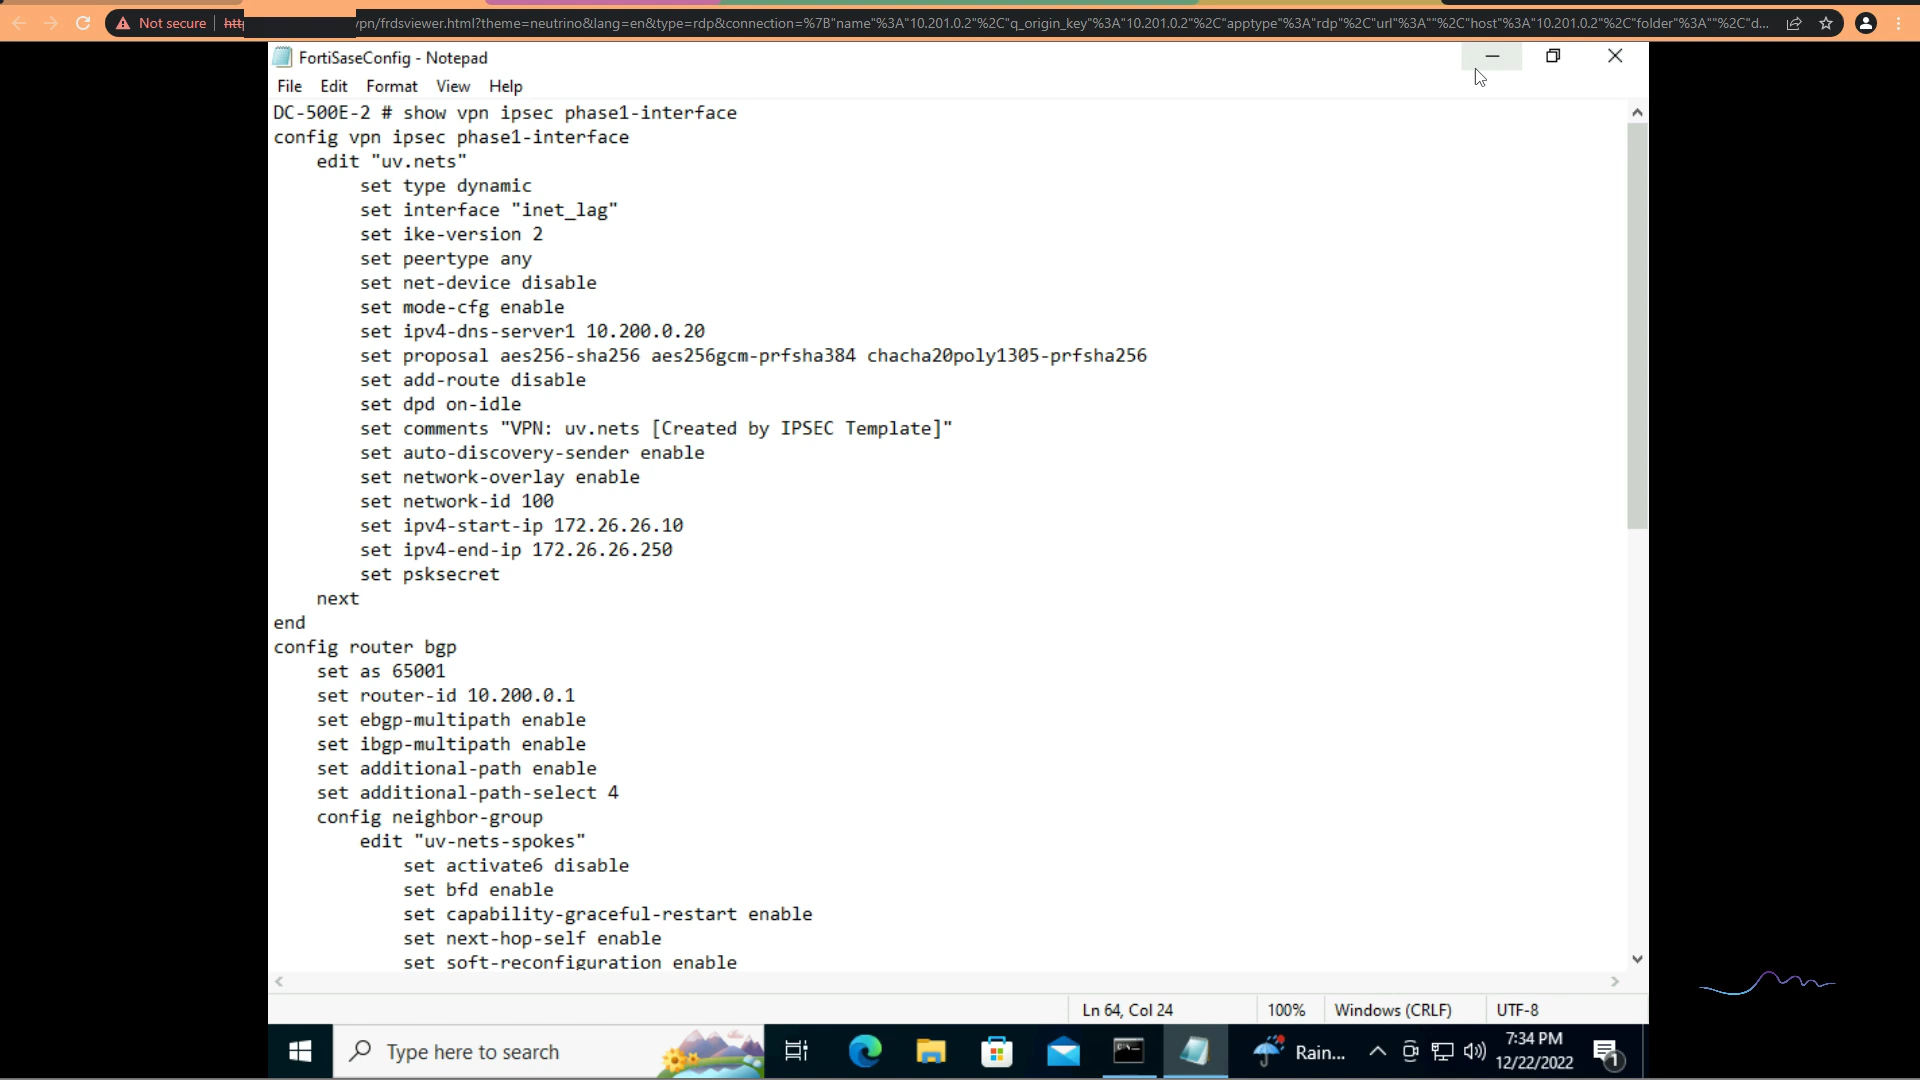 Not secure
vpn/frdsviewer.html?theme=neutrino&lang=en&type=rdp&connection=%7B"name"%3A"10.201.0.2"%2C"q_origin_key"%3A"10.201.0.2"%2C"apptype"%3A"rdp"%2C"url"%3A""%2C"host"%3A"10.201.0.2"%2C"folder"%3A""%2C"d...
FortiSaseConfig - Notepad
File Edit Format View Help
DC-500E-2 # show vpn ipsec phase1-interface
config vpn ipsec phase1-interface
edit "uv.nets"
set type dynamic
set interface "inet_lag"
set ike-version 2
set peertype any
set net-device disable
set mode-cfg enable
set ipv4-dns-server1 10.200.0.20
set proposal aes256-sha256 aes256gcm-prfsha384 chacha20poly1305-prfsha256
set add-route disable
set dpd on-idle
set comments "VPN: uv.nets [Created by IPSEC Template]"
set auto-discovery-sender enable
set network-overlay enable
set network-id 100
set ipv4-start-ip 172.26.26.10
set ipv4-end-ip 172.26.26.250
set psksecret
next
end
config router bgp
set as 65001
set router-id 10.200.0.1
set ebgp-multipath enable
set ibgp-multipath enable
set additional-path enable
set additional-path-select 4
config neighbor-group
edit "uv-nets-spokes"
set activate6 disable
set bfd enable
set capability-graceful-restart enable
set next-hop-self enable
set soft-reconfiguration enable
Ln 64, Col 24 100% Windows (CRLF) UTF-8
Type here to search
Rain...
7:34 PM
12/22/2022
1